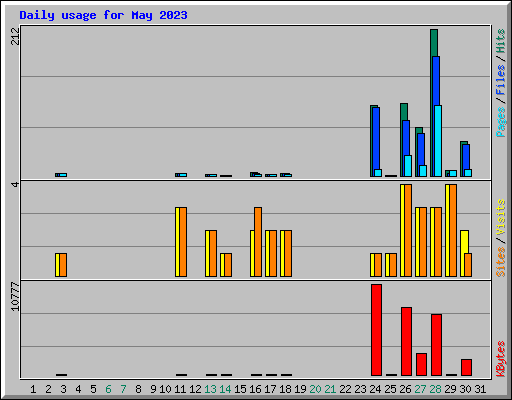 Daily usage for May 2023
212
Pages / Files / Hits
4
Sites / Visits
10777
KBytes
1 2 3 4 5 6 7 8 9 10 11 12 13 14 15 16 17 18 19 20 21 22 23 24 25 26 27 28 29 30 31